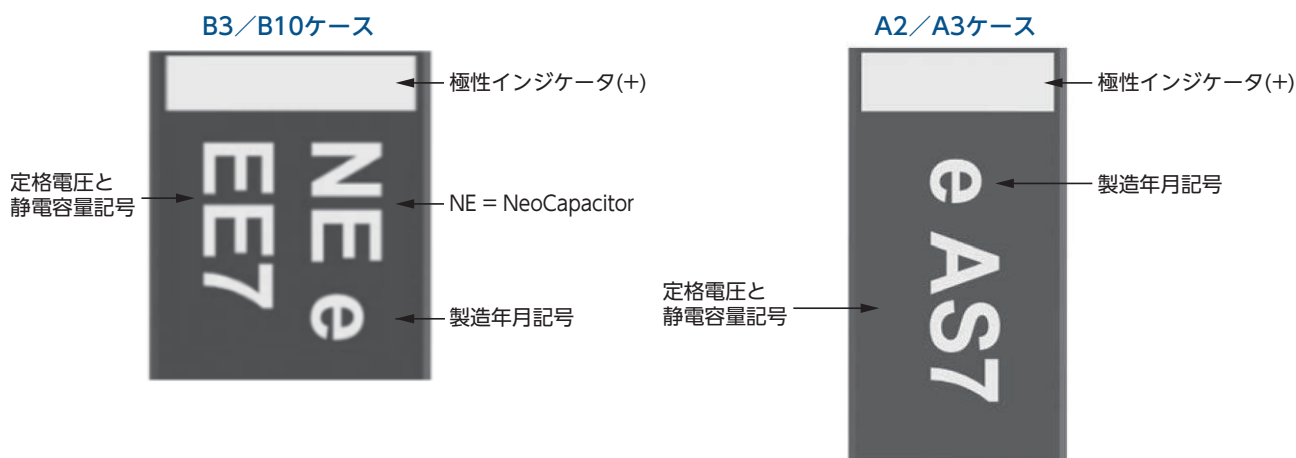 B3／B10ケース
極性インジケータ(+)
定格電圧と
静電容量記号
NE e
EE7
NE = NeoCapacitor
製造年月記号
A2／A3ケース
極性インジケータ(+)
e AS7
製造年月記号
定格電圧と
静電容量記号